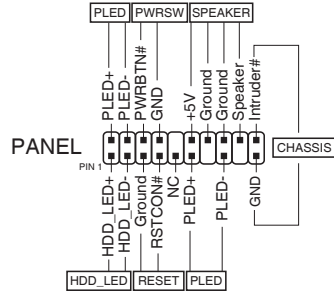 PLED PWRSW SPEAKER
PLED+
PLED-
PWRBTN#
GND
+5V
Ground
Ground
Speaker
Intruder#
PANEL
PIN 1
CHASSIS
HDD_LED+
HDD_LED-
Ground
RSTCON#
NC
PLED+
PLED-
GND
HDD_LED RESET PLED